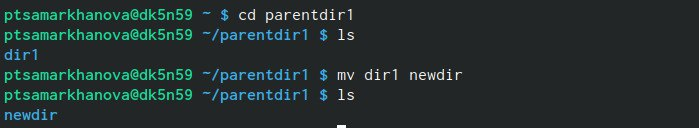 ptsamarkhanova@dk5n59 ~ $ cd parentdir1
ptsamarkhanova@dk5n59 ~/parentdir1 $ ls
dir1
ptsamarkhanova@dk5n59 ~/parentdir1 $ mv dir1 newdir
ptsamarkhanova@dk5n59 ~/parentdir1 $ ls
newdir